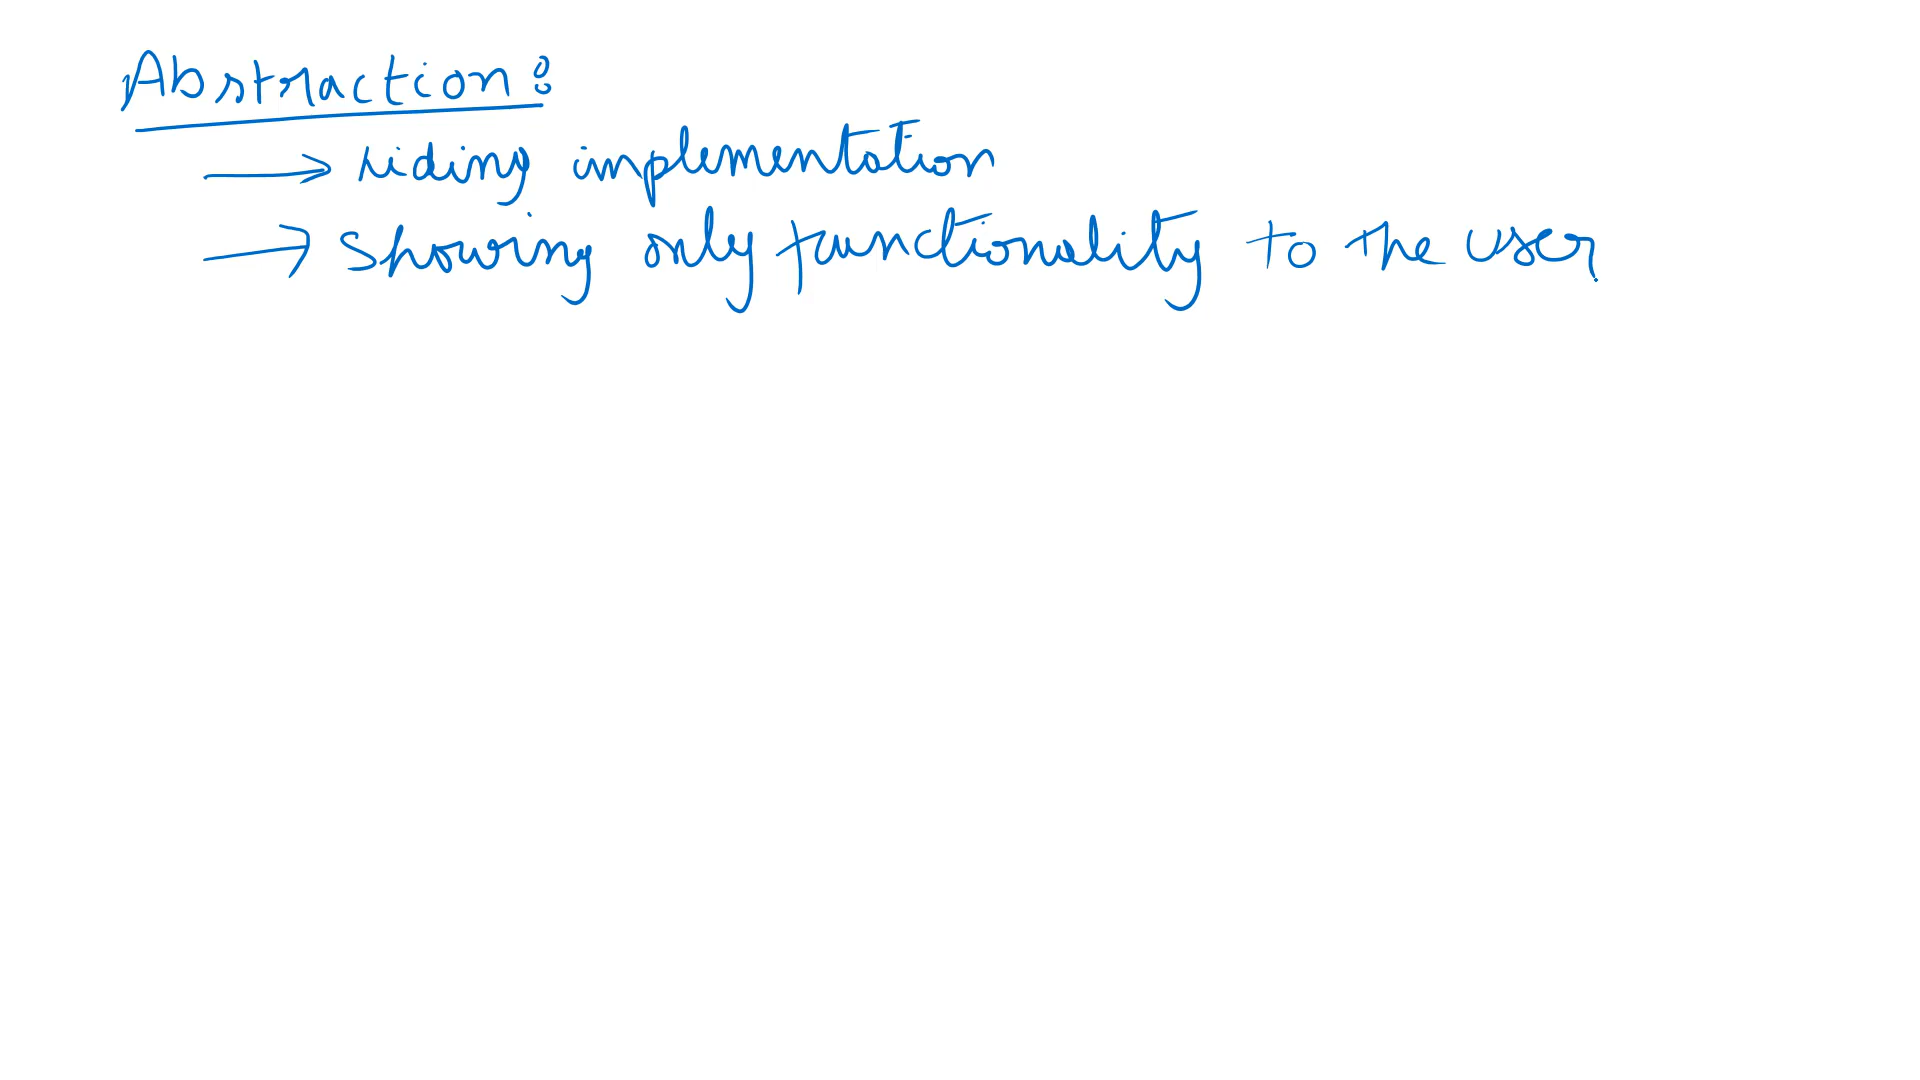 Abstraction:
→ hiding implementation
→ showing only functionality to the user.